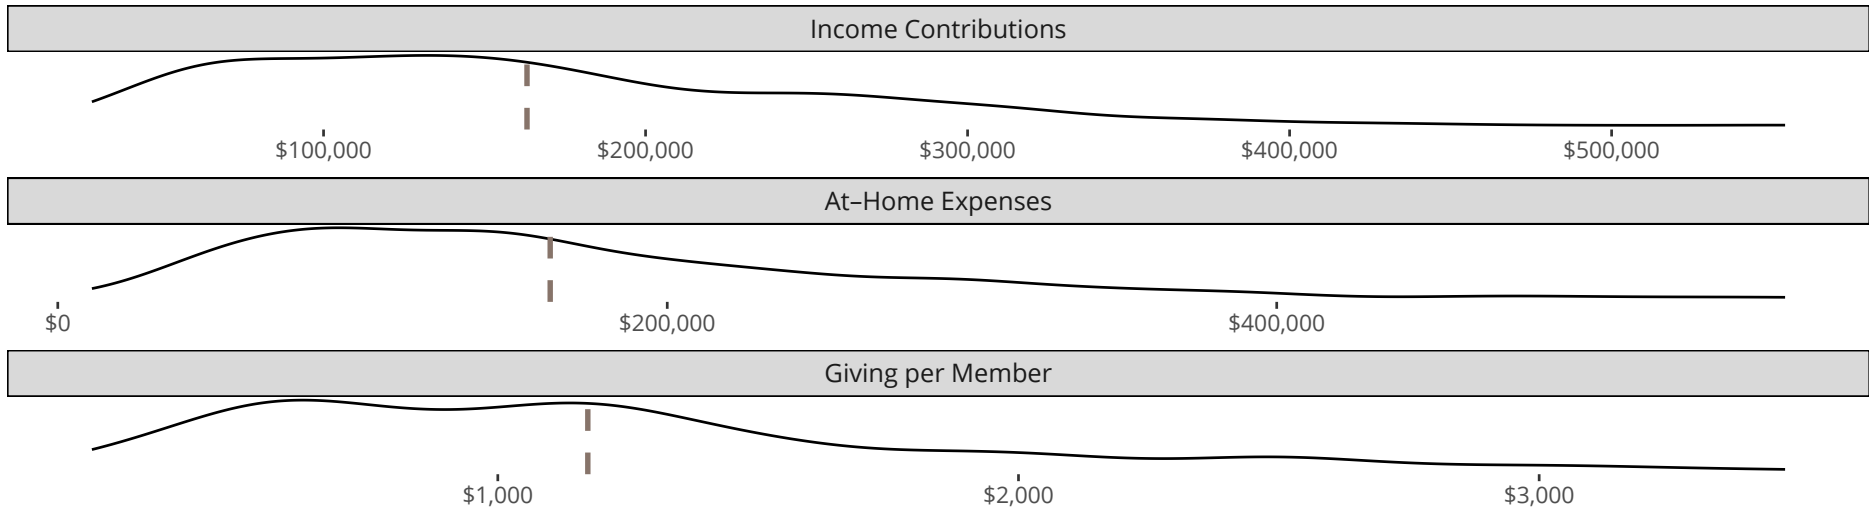 Income Contributions
$100,000 $200,000 $300,000 $400,000 $500,000
At–Home Expenses
$0 $200,000 $400,000
Giving per Member
$1,000 $2,000 $3,000